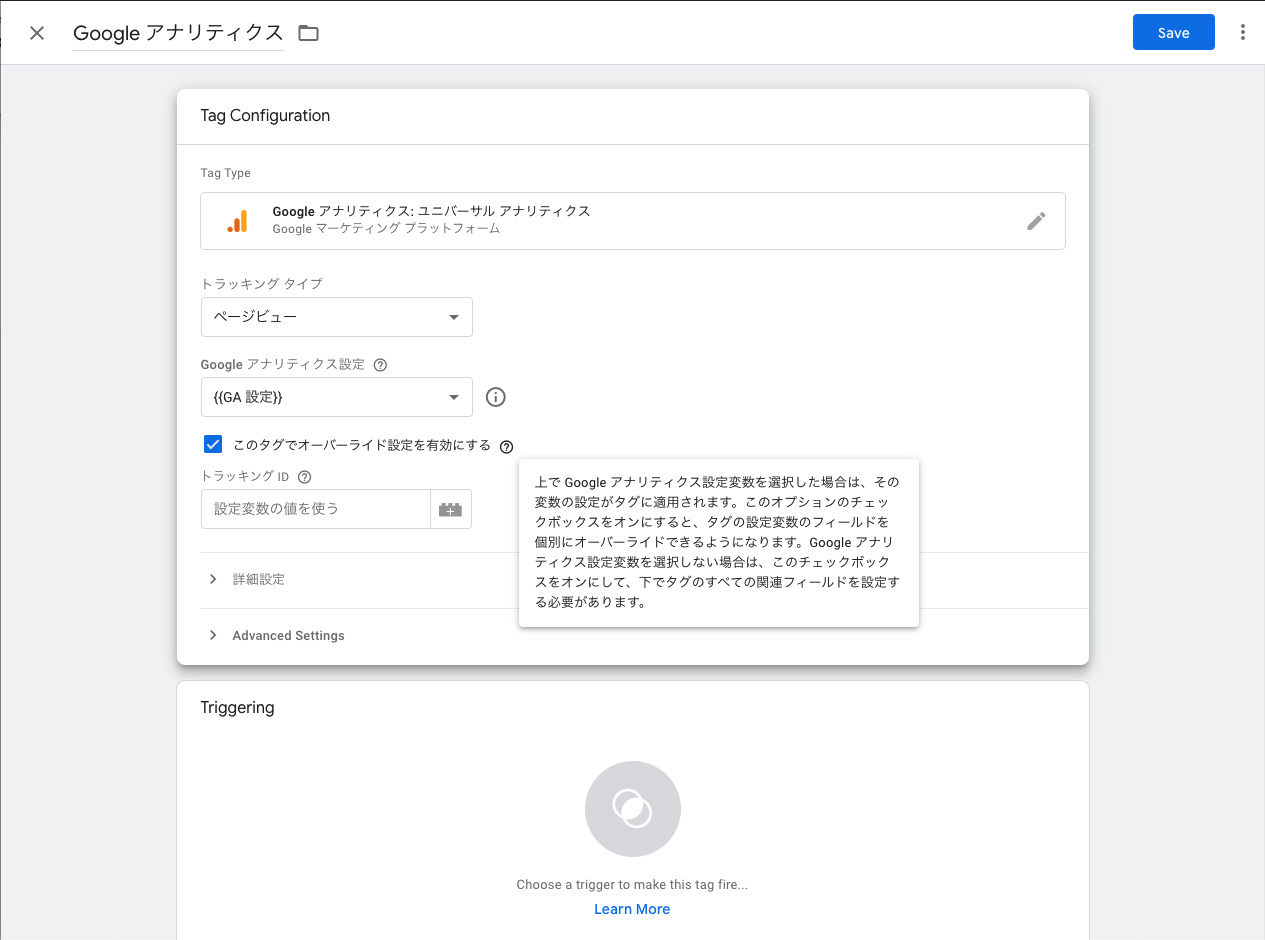 Google アナリティクス
Save
Tag Configuration
Tag Type
Google アナリティクス: ユニバーサル アナリティクス
Google マーケティング プラットフォーム
トラッキング タイプ
ページビュー
Google アナリティクス設定
{{GA 設定}}
このタグでオーバーライド設定を有効にする
トラッキング ID
設定変数の値を使う
上で Google アナリティクス設定変数を選択した場合は、その
変数の設定がタグに適用されます。このオプションのチェッ
クボックスをオンにすると、タグの設定変数のフィールドを
個別にオーバーライドできるようになります。Google アナリ
ティクス設定変数を選択しない場合は、このチェックボック
スをオンにして、下でタグのすべての関連フィールドを設定す
る必要があります。
詳細設定
Advanced Settings
Triggering
Choose a trigger to make this tag fire...
Learn More